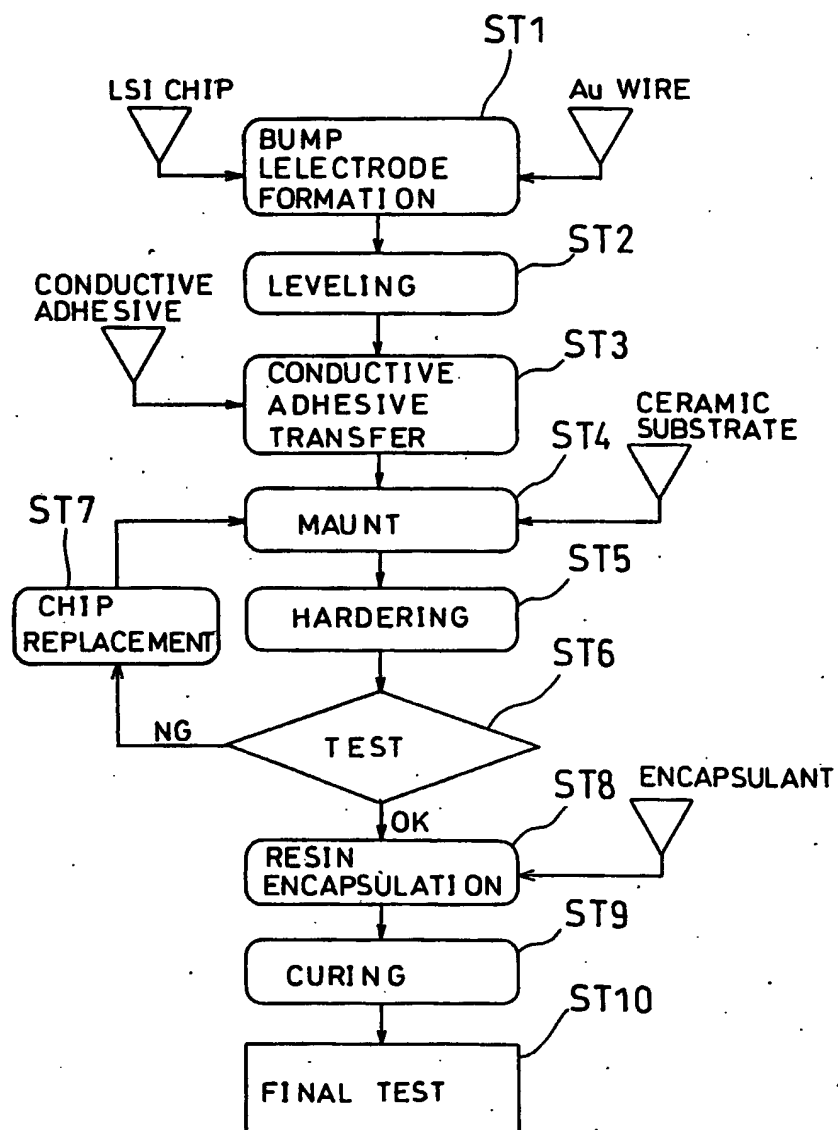 ST1
LSI CHIP
Au WIRE
BUMP
LELECTRODE
FORMATION
ST2
LEVELING
CONDUCTIVE
ADHESIVE
ST3
CONDUCTIVE
ADHESIVE
TRANSFER
CERAMIC
SUBSTRATE
ST4
MAUNT
ST7
CHIP
REPLACEMENT
ST5
HARDERING
ST6
NG
TEST
OK
ST8
ENCAPSULANT
RESIN
ENCAPSULATION
ST9
CURING
ST10
FINAL TEST